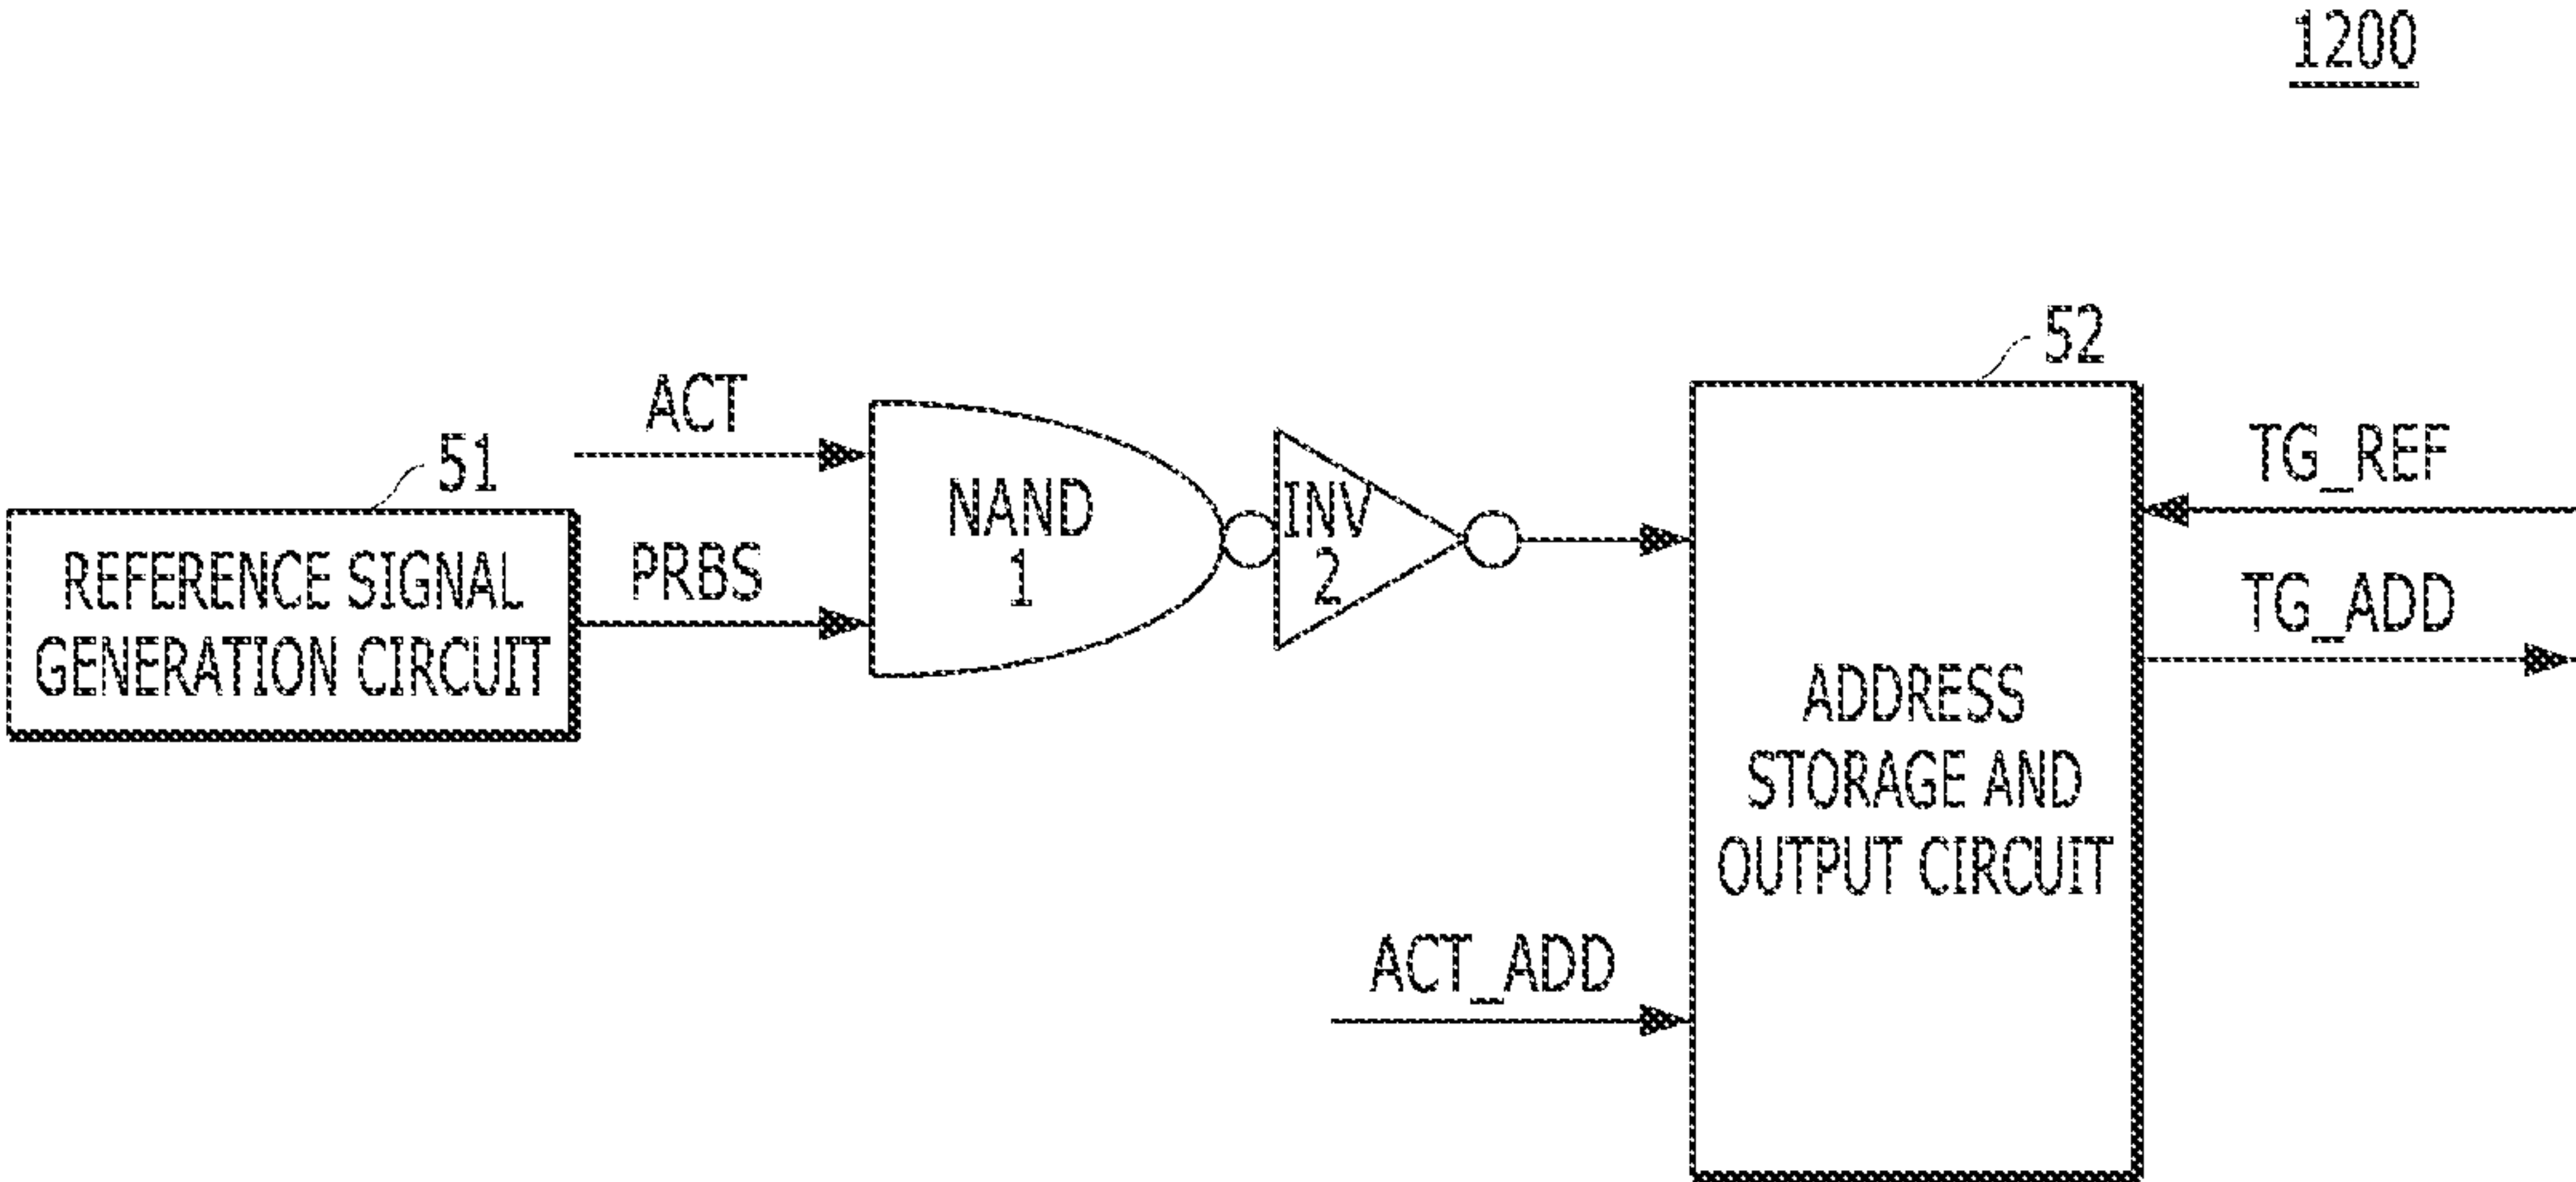 1200
52
ACT
TG_REF
51
NAND
1
INV
2
REFERENCE SIGNAL
GENERATION CIRCUIT
PRBS
TG_ADD
ADDRESS
STORAGE AND
OUTPUT CIRCUIT
ACT_ADD